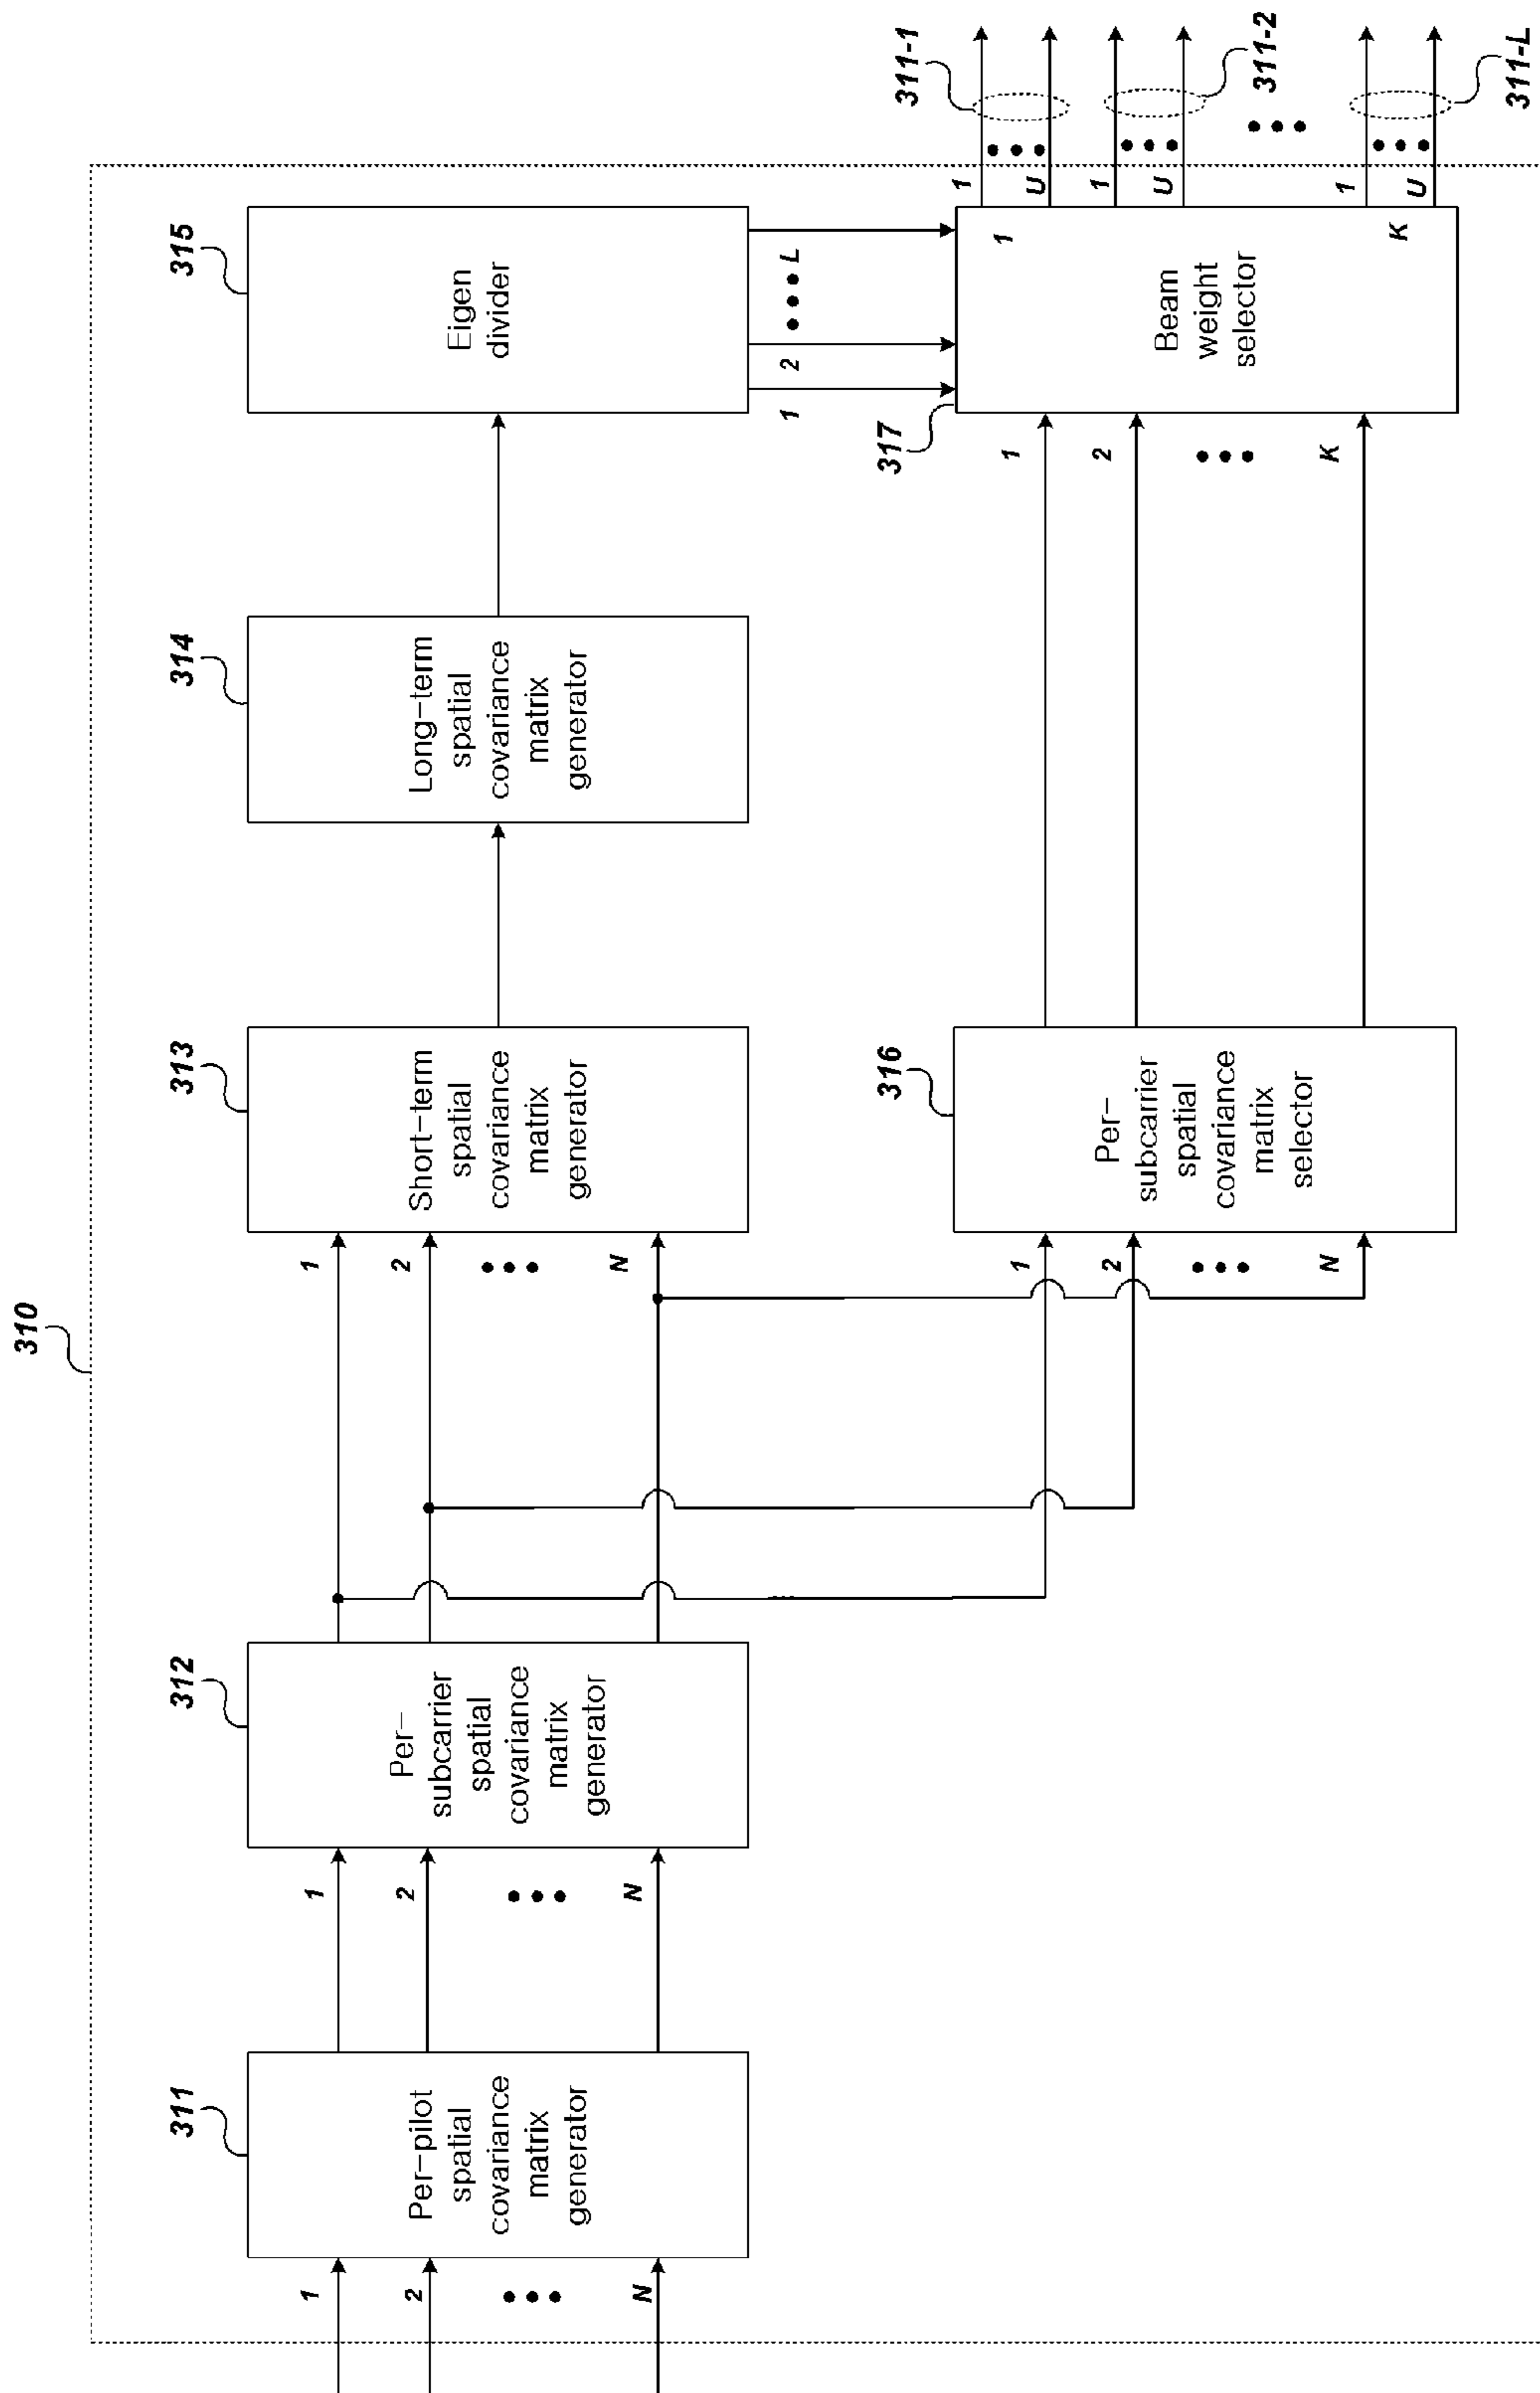 310
311
Per-pilot
spatial
covariance
matrix
generator
1
2
N
312
Per-
subcarrier
spatial
covariance
matrix
generator
1
2
N
313
Short-term
spatial
covariance
matrix
generator
1
2
N
314
Long-term
spatial
covariance
matrix
generator
315
Eigen
divider
1
2
L
316
Per-
subcarrier
spatial
covariance
matrix
selector
1
2
N
317
Beam
weight
selector
1
2
K
1
K
1
U
1
U
1
U
311-1
311-2
311-L